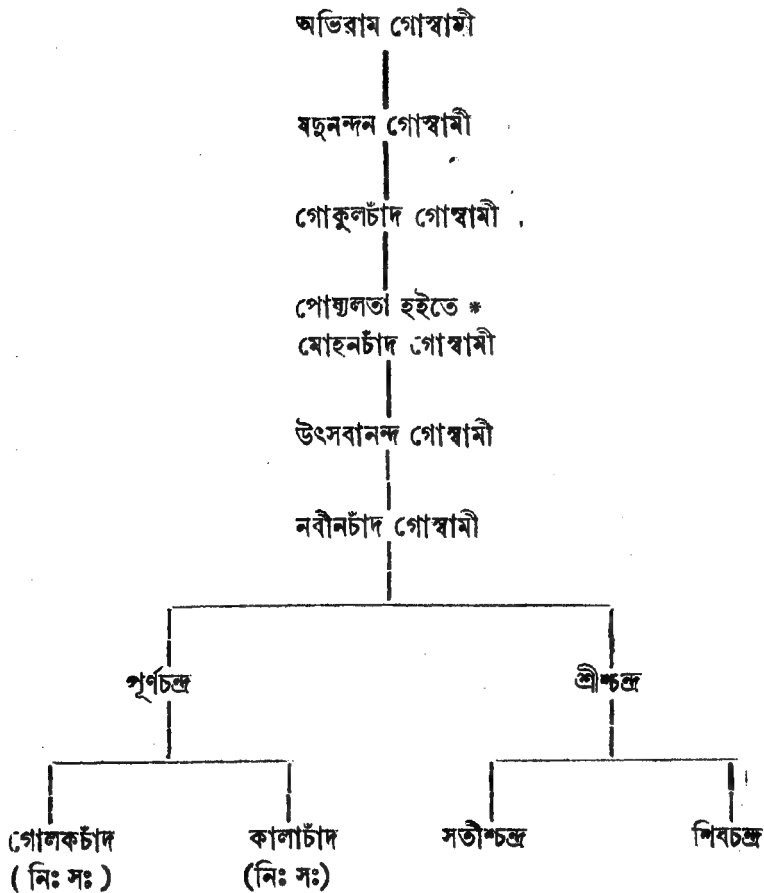 অভিরাম গোস্বামী
যদুনন্দন গোস্বামী
গোকুলচাঁদ গোস্বামী
পোষ্যলতা হইতে *
মোহনচাঁদ গোস্বামী
উৎসবানন্দ গোস্বামী
নবীনচাঁদ গোস্বামী
পূর্ণচন্দ্র শ্রীশচন্দ্র
গোলকচাঁদ কালাচাঁদ সতীশচন্দ্র শিবচন্দ্র
( নিঃ সঃ ) (নিঃ সঃ)